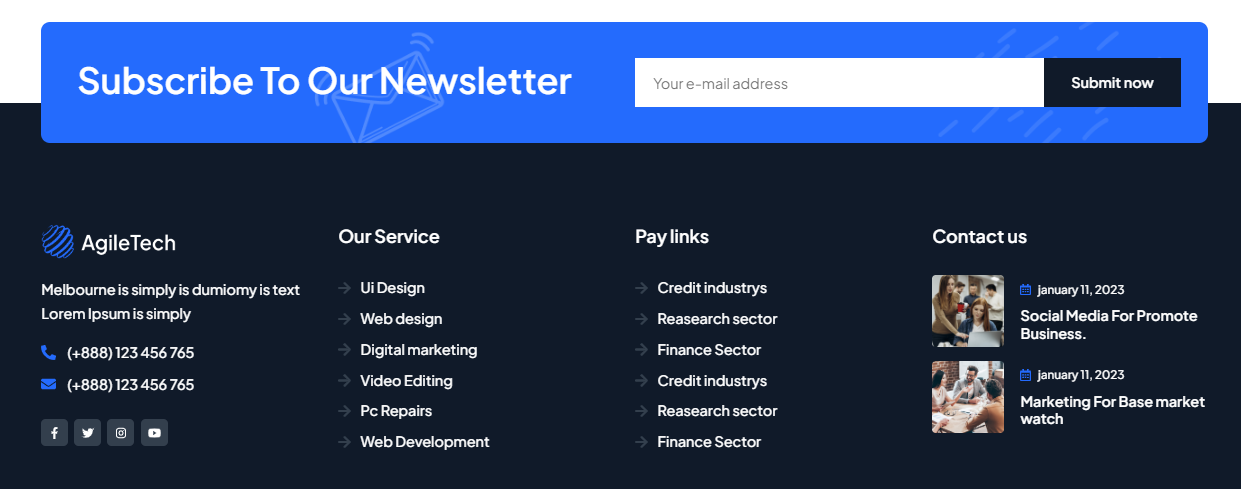 Subscribe To Our Newsletter
Your e-mail address
Submit now
AgileTech
Melbourne is simply is dumiomy is text
Lorem Ipsum is simply
(+888) 123 456 765
(+888) 123 456 765
Our Service
Ui Design
Web design
Digital marketing
Video Editing
Pc Repairs
Web Development
Pay links
Credit industrys
Reasearch sector
Finance Sector
Credit industrys
Reasearch sector
Finance Sector
Contact us
january 11, 2023
Social Media For Promote
Business.
january 11, 2023
Marketing For Base market
watch